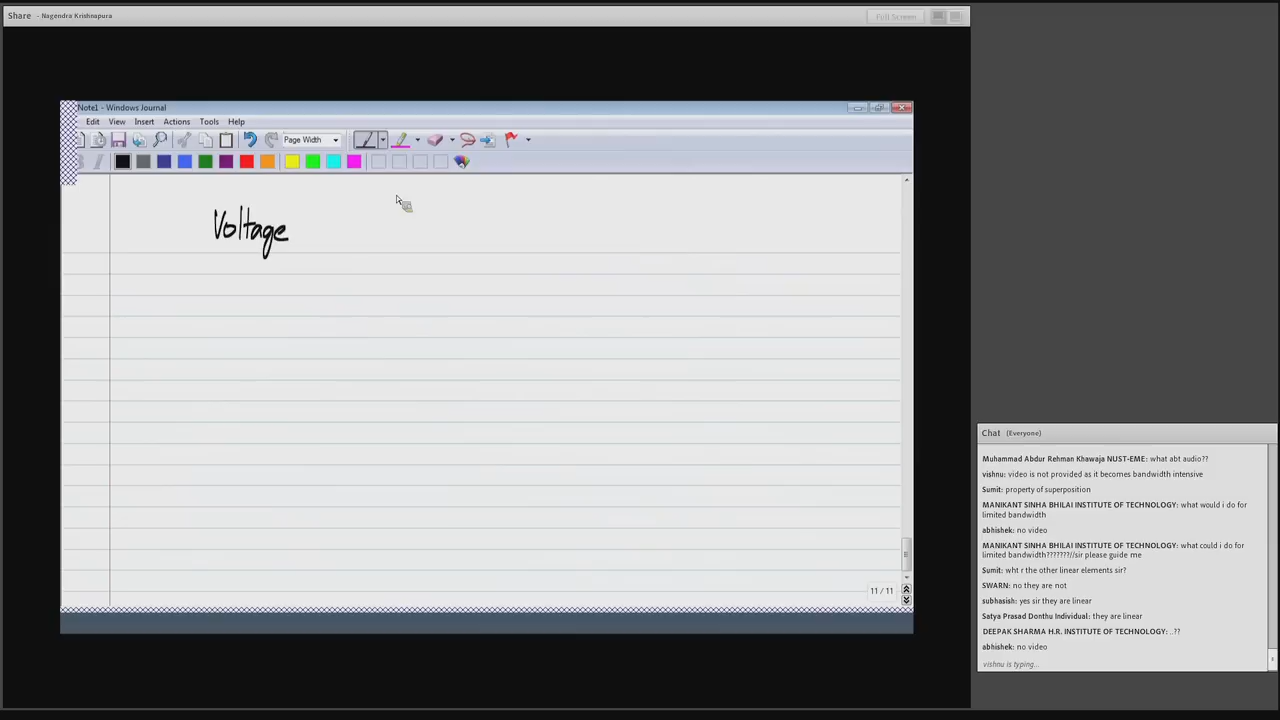 Share - Nagendra Krishnapura
Full Screen
Note1 - Windows Journal
Edit View Insert Actions Tools Help
Page Width
Voltage
11 / 11
Chat (Everyone)
Muhammad Abdur Rehman Khawaja NUST-EME: what abt audio??
vishnu: video is not provided as it becomes bandwidth intensive
Sumit: property of superposition
MANIKANT SINHA BHILAI INSTITUTE OF TECHNOLOGY: what would i do for
limited bandwidth
abhishek: no video
MANIKANT SINHA BHILAI INSTITUTE OF TECHNOLOGY: what could i do for
limited bandwidth???????//sir please guide me
Sumit: wht r the other linear elements sir?
SWARN: no they are not
subhasish: yes sir they are linear
Satya Prasad Donthu Individual: they are linear
DEEPAK SHARMA H.R. INSTITUTE OF TECHNOLOGY: ..??
abhishek: no video
vishnu is typing...